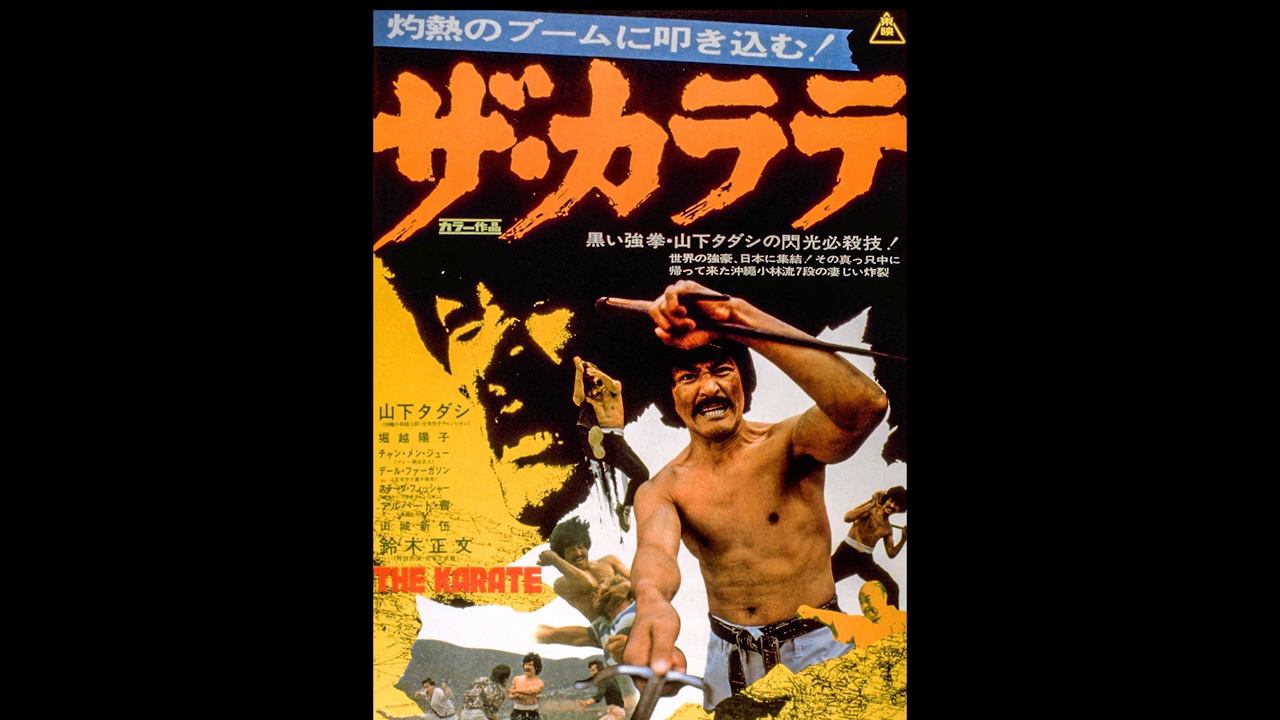 灼熱のブームに叩き込む！
東映
ザ・カラテ
カラー作品
黒い強拳・山下タダシの閃光必殺技！
世界の強豪、日本に集結！その真っ只中に
帰って来た沖縄小林流7段の凄じい炸裂
山下タダシ
堀越陽子
チャン・メン・ジュー
デール・ファーガソン
スチーブ・フィッシャー
アルバート・曹
山城新伍
鈴木正文
THE KARATE